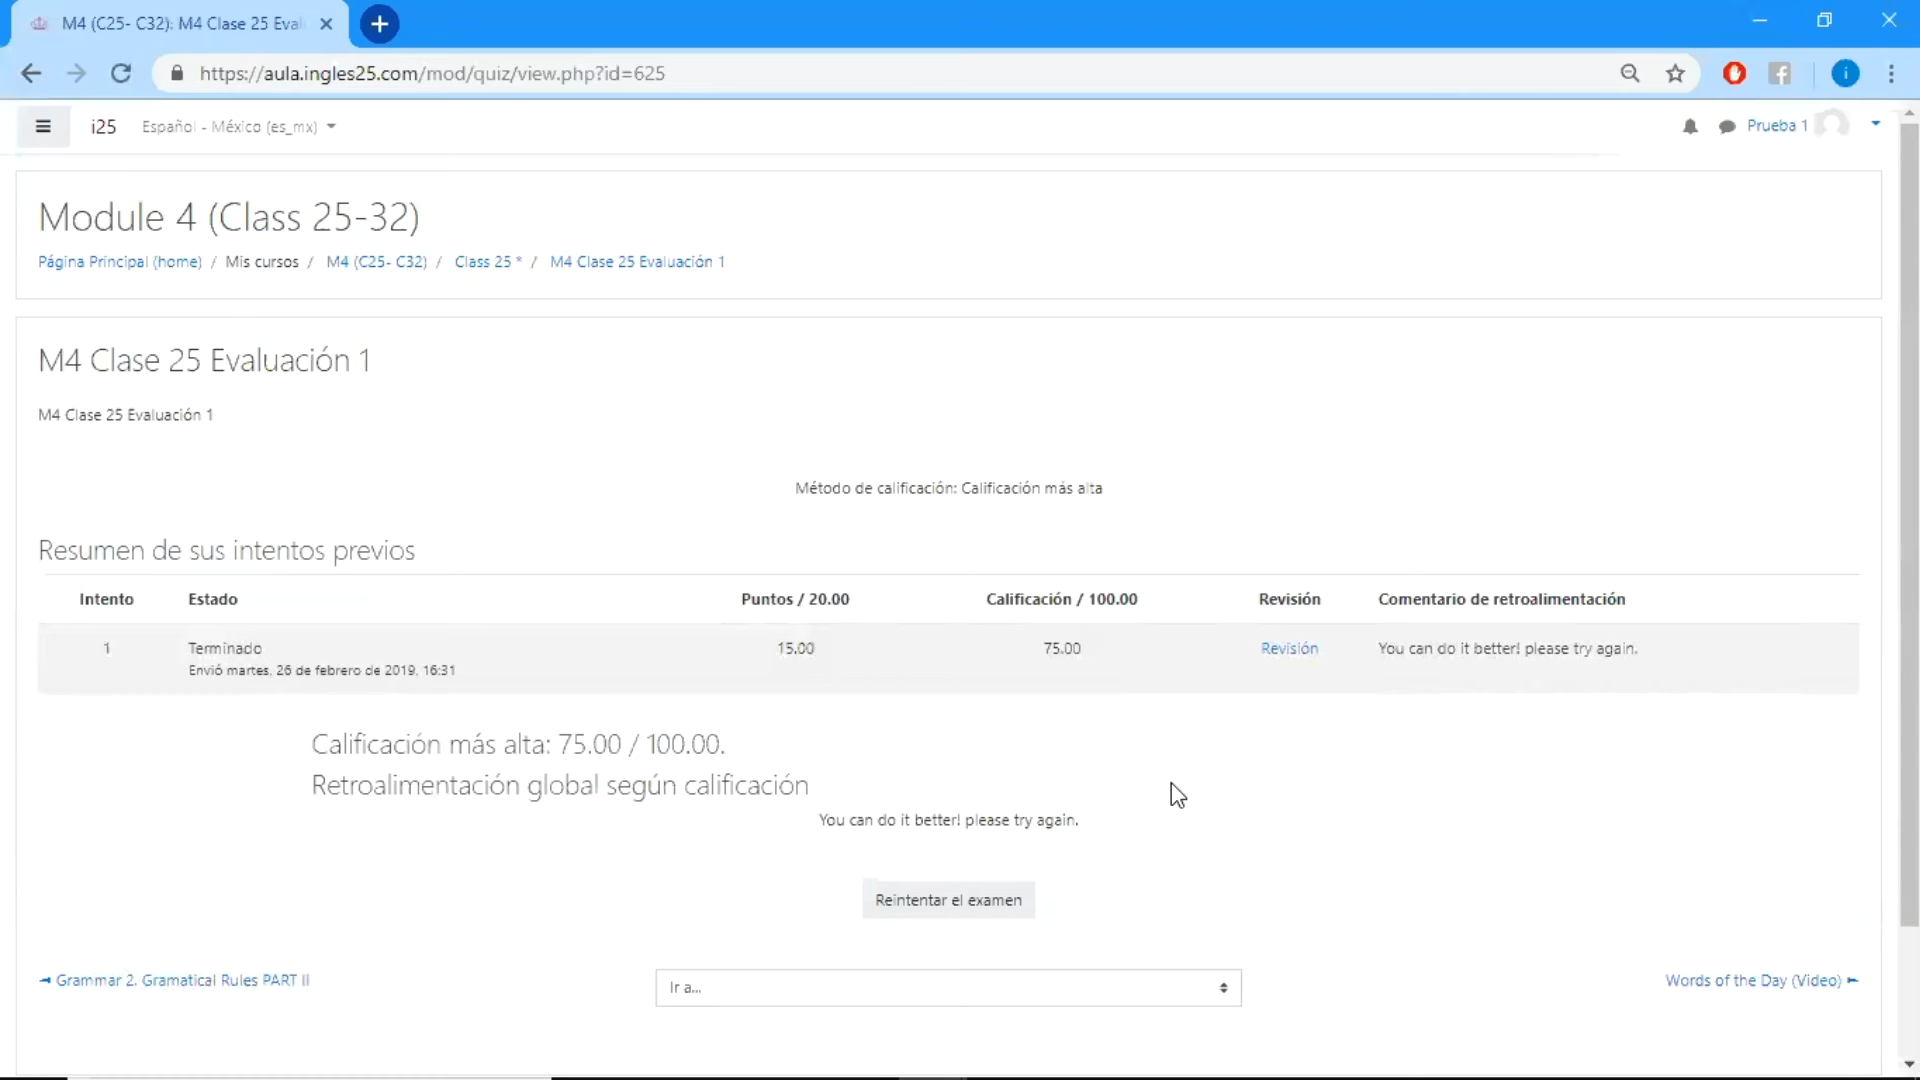 M4 (C25- C32): M4 Clase 25 Eval
https://aula.ingles25.com/mod/quiz/view.php?id=625
i
i25
Español - México (es_mx)
Prueba 1
Module 4 (Class 25-32)
Página Principal (home) / Mis cursos / M4 (C25- C32) / Class 25 * / M4 Clase 25 Evaluación 1
M4 Clase 25 Evaluación 1
M4 Clase 25 Evaluación 1
Método de calificación: Calificación más alta
Resumen de sus intentos previos
Intento Estado Puntos / 20.00 Calificación / 100.00 Revisión Comentario de retroalimentación
1 Terminado 15.00 75.00 Revisión You can do it better! please try again.
Envió martes, 26 de febrero de 2019, 16:31
Calificación más alta: 75.00 / 100.00.
Retroalimentación global según calificación
You can do it better! please try again.
Reintentar el examen
◄ Grammar 2. Gramatical Rules PART II
Ir a...
Words of the Day (Video) ►